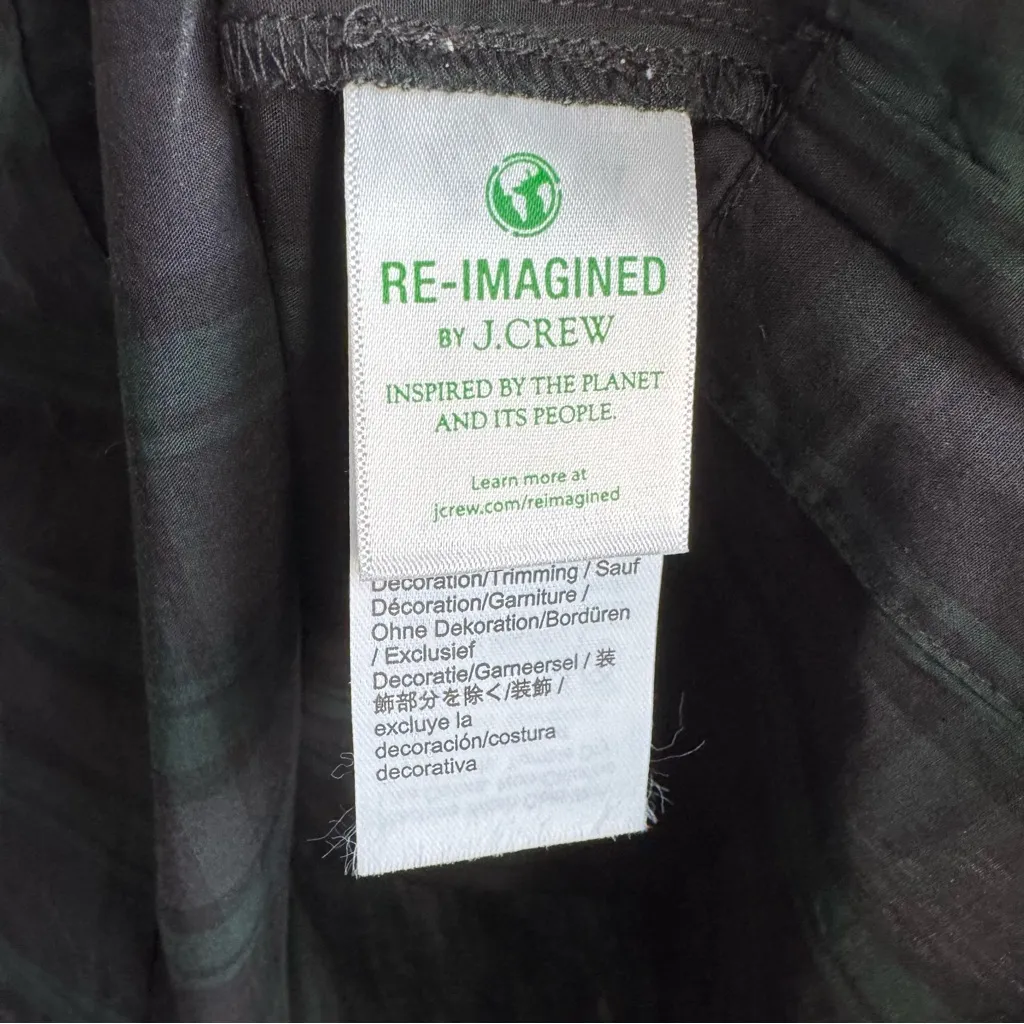 RE-IMAGINED
BY J.CREW
INSPIRED BY THE PLANET
AND ITS PEOPLE.
Learn more at
jcrew.com/reimagined
Decoration/Trimming / Sauf
Décoration/Garniture /
Ohne Dekoration/Bordüren
/ Exclusief
Decoratie/Garneersel / 装
飾部分を除く/装飾 /
excluye la
decoración/costura
decorativa